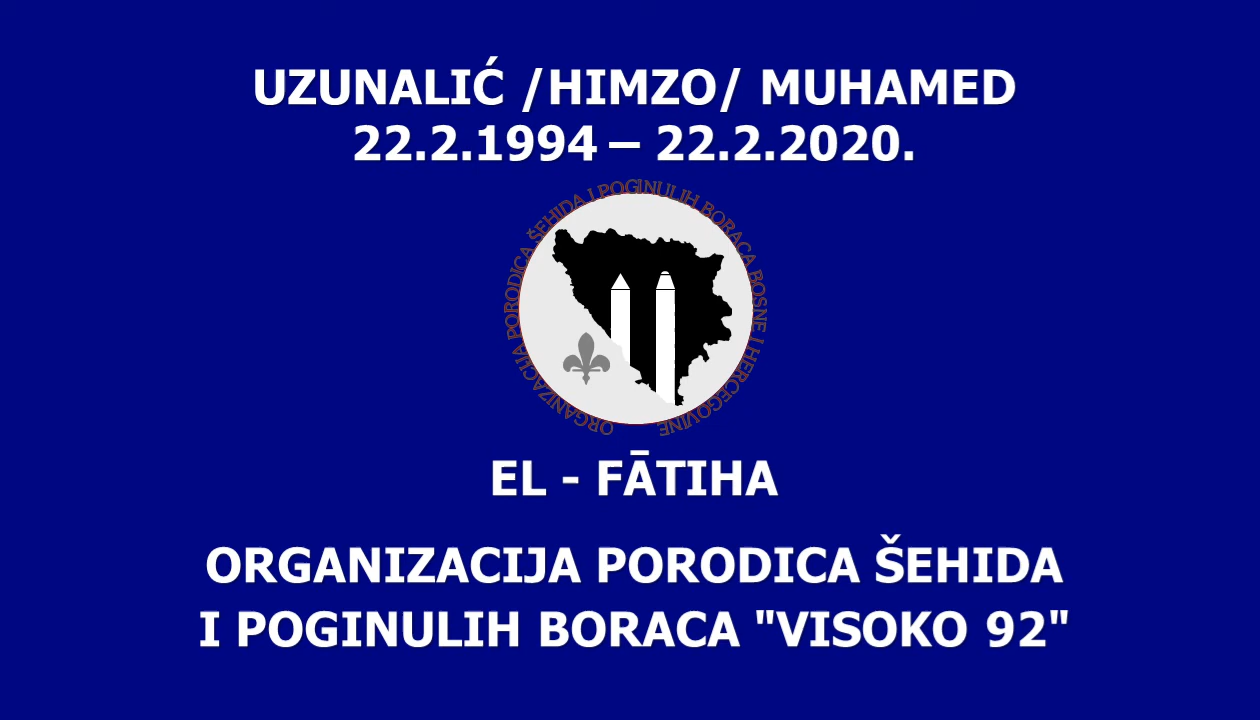 UZUNALIĆ /HIMZO/ MUHAMED
22.2.1994 – 22.2.2020.
ORGANIZACIJA PORODICA ŠEHIDA I POGINULIH BORACA BOSNE I HERCEGOVINE
EL - FĀTIHA
ORGANIZACIJA PORODICA ŠEHIDA
I POGINULIH BORACA "VISOKO 92"